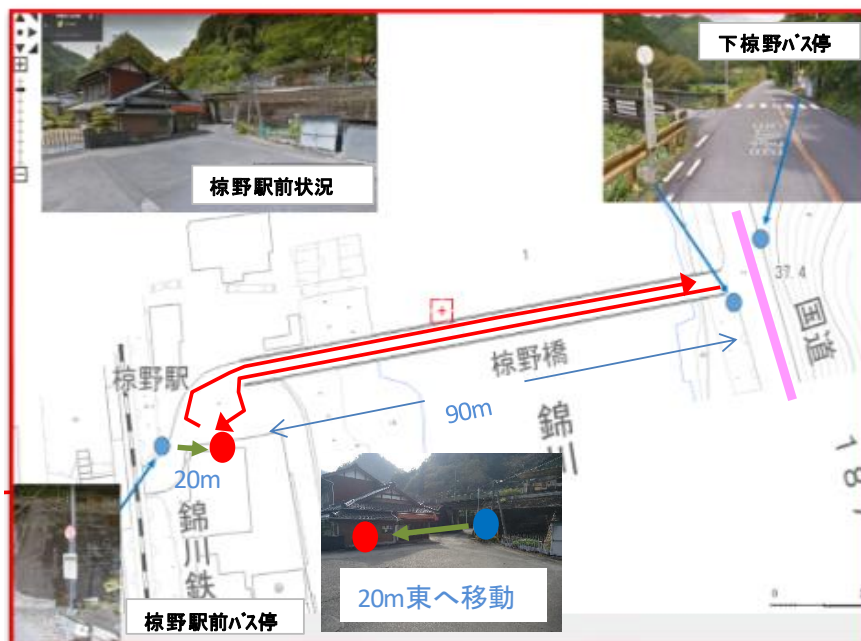 下椋野バス停
椋野駅前状況
1
37.4
国道
187
椋野駅
椋野橋
90m
錦川
20m
錦川鉄
20m東へ移動
椋野駅前バス停
0